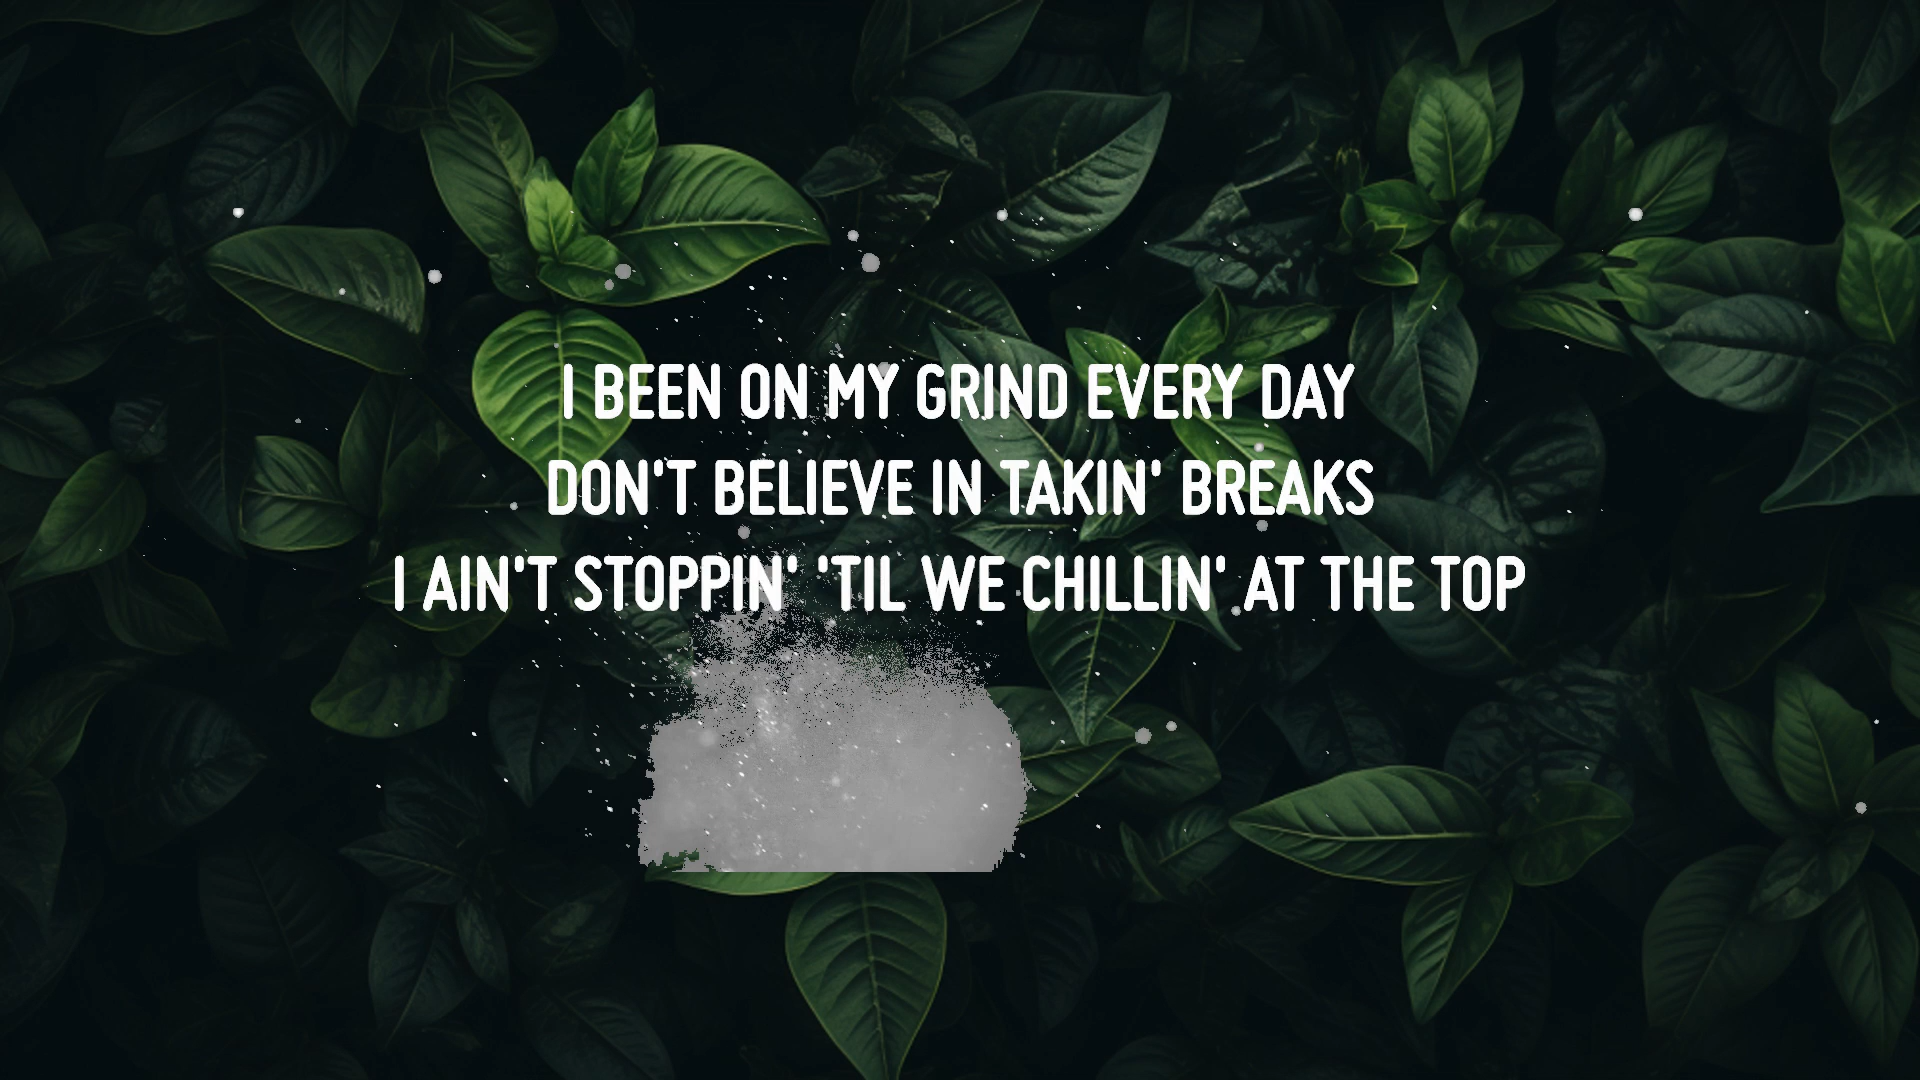 I BEEN ON MY GRIND EVERY DAY
DON'T BELIEVE IN TAKIN' BREAKS
I AIN'T STOPPIN' 'TIL WE CHILLIN' AT THE TOP